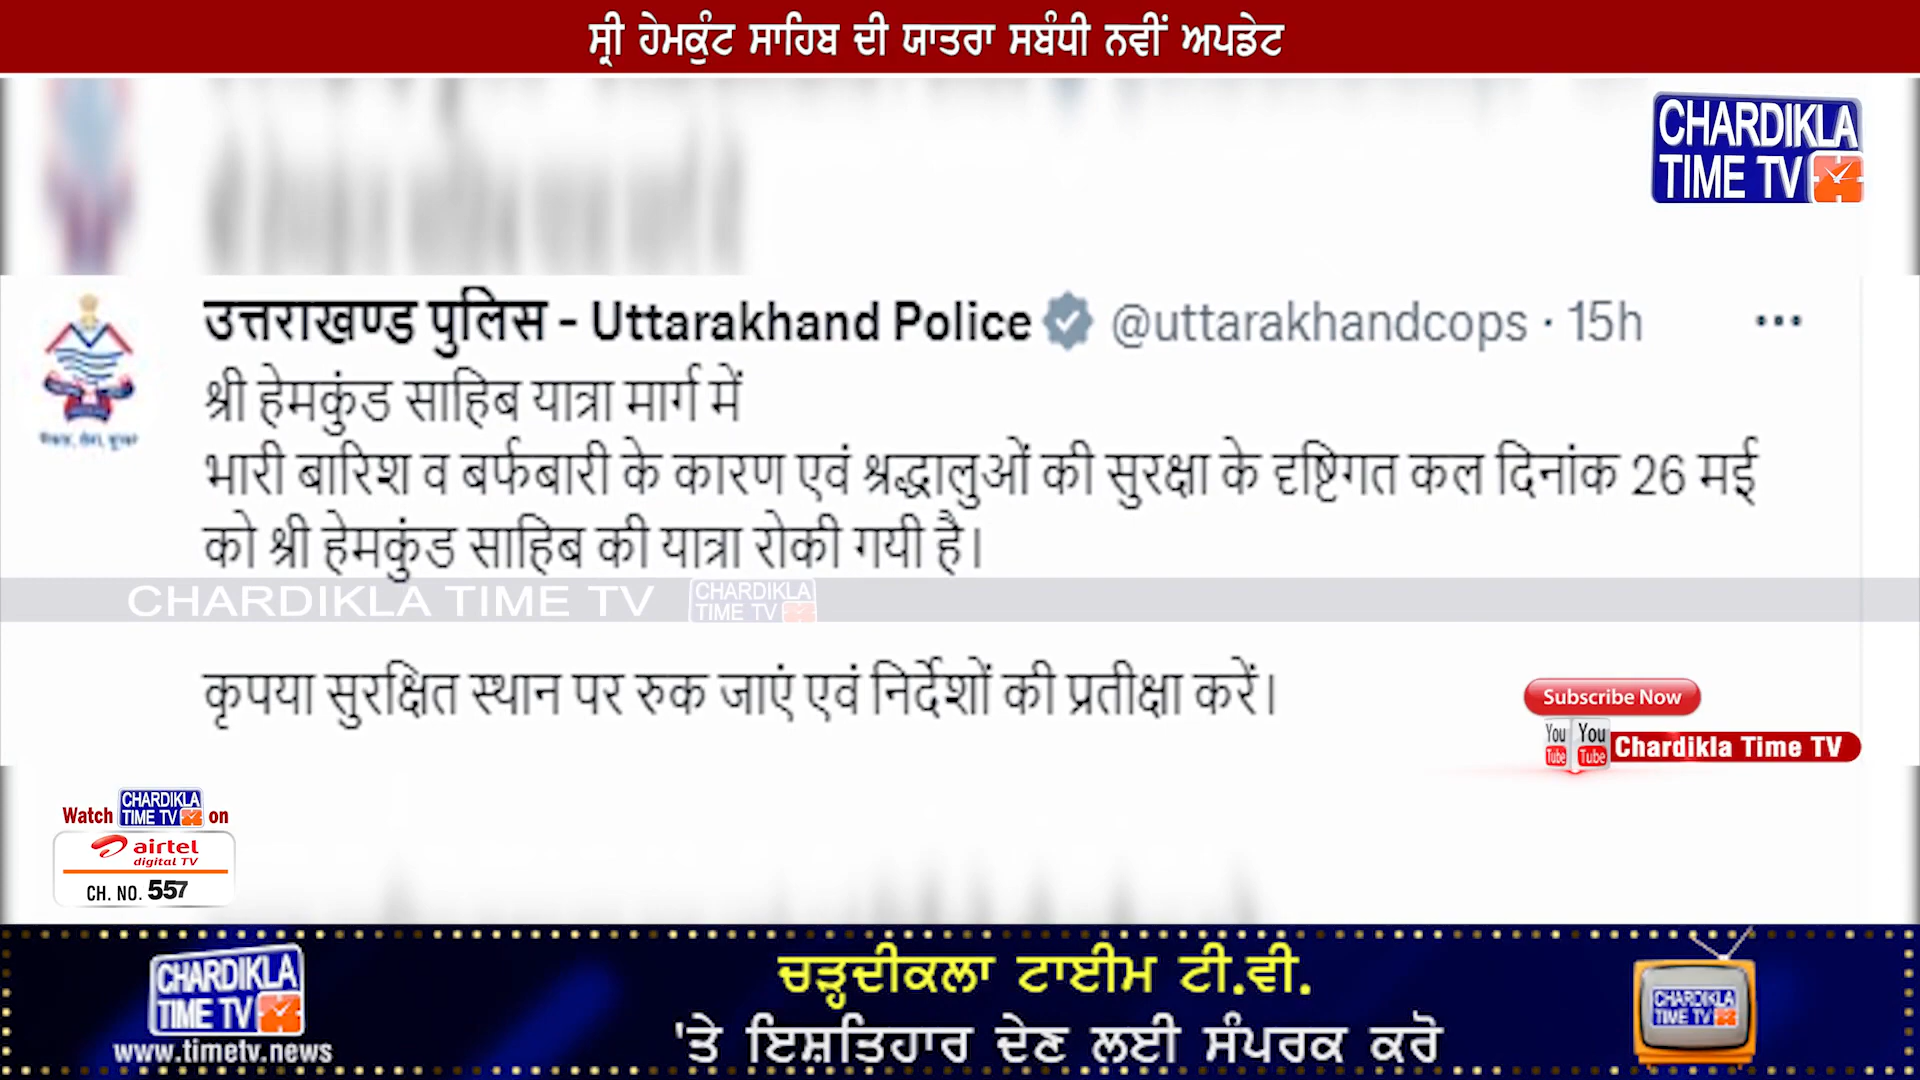 ਸ੍ਰੀ ਹੇਮਕੁੰਟ ਸਾਹਿਬ ਦੀ ਯਾਤਰਾ ਸਬੰਧੀ ਨਵੀਂ ਅਪਡੇਟ
CHARDIKLA
TIME TV
उत्तराखण्ड पुलिस - Uttarakhand Police @uttarakhandcops · 15h
श्री हेमकुंड साहिब यात्रा मार्ग में
भारी बारिश व बर्फबारी के कारण एवं श्रद्धालुओं की सुरक्षा के दृष्टिगत कल दिनांक 26 मई
को श्री हेमकुंड साहिब की यात्रा रोकी गयी है।
CHARDIKLA TIME TV CHARDIKLA TIME TV
कृपया सुरक्षित स्थान पर रुक जाएं एवं निर्देशों की प्रतीक्षा करें।
Subscribe Now
You Tube You Tube Chardikla Time TV
Watch CHARDIKLA TIME TV on
airtel
digital TV
CH. NO. 557
CHARDIKLA
TIME TV
www.timetv.news
ਚੜ੍ਹਦੀਕਲਾ ਟਾਈਮ ਟੀ.ਵੀ.
'ਤੇ ਇਸ਼ਤਿਹਾਰ ਦੇਣ ਲਈ ਸੰਪਰਕ ਕਰੋ
CHARDIKLA
TIME TV